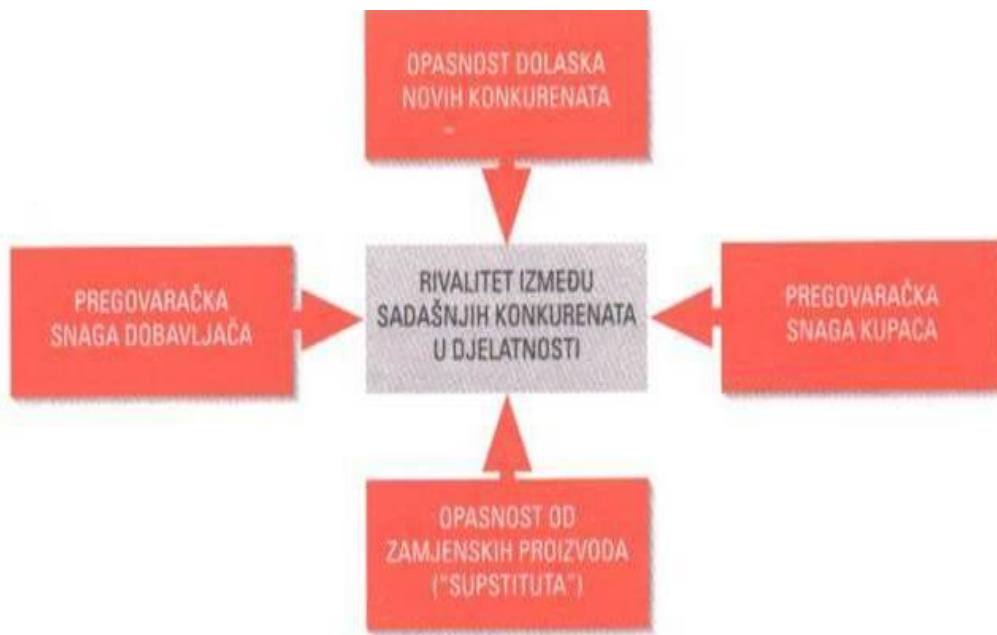 OPASNOST DOLASKA
NOVIH KONKURENATA
PREGOVARAČKA
SNAGA DOBAVLJAČA
RIVALITET IZMEĐU
SADAŠNJIH KONKURENATA
U DJELATNOSTI
PREGOVARAČKA
SNAGA KUPACA
OPASNOST OD
ZAMJENSKIH PROIZVODA
("SUPSTITUTA")